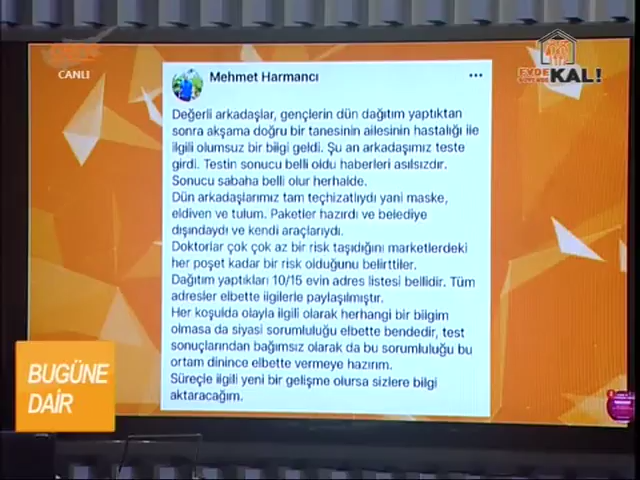 CANLI
EVDE
KAL!
Mehmet Harmancı
Değerli arkadaşlar, gençlerin dün dağıtım yaptıktan
sonra akşama doğru bir tanesinin ailesinin hastalığı ile
ilgili olumsuz bir bilgi geldi. Şu an arkadaşımız teste
girdi. Testin sonucu belli oldu haberleri asılsızdır.
Sonucu sabaha belli olur herhalde.
Dün arkadaşlarımız tam teçhizatlıydı yani maske,
eldiven ve tulum. Paketler hazırdı ve belediye
dışındaydı ve kendi araçlarıydı.
Doktorlar çok çok az bir risk taşıdığını marketlerdeki
her poşet kadar bir risk olduğunu belirttiler.
Dağıtım yaptıkları 10/15 evin adres listesi bellidir. Tüm
adresler elbette ilgilerle paylaşılmıştır.
Her koşulda olayla ilgili olarak herhangi bir bilgim
olmasa da siyasi sorumluluğu elbette bendedir, test
sonuçlarından bağımsız olarak da bu sorumluluğu bu
ortam dinince elbette vermeye hazırım.
Süreçle ilgili yeni bir gelişme olursa sizlere bilgi
aktaracağım.
BUGÜNE
DAİR